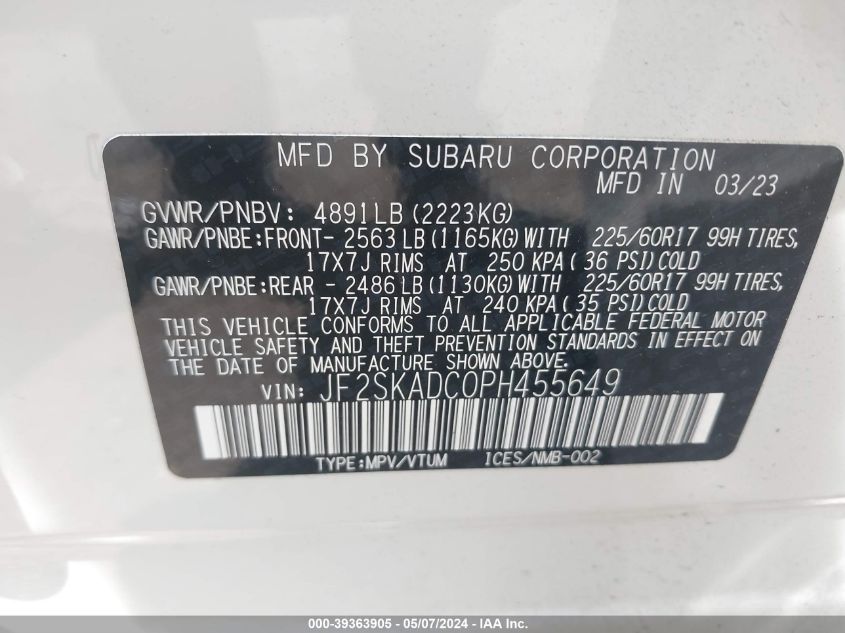 MFD BY SUBARU CORPORATION
MFD IN 03/23
GVWR/PNBV: 4891LB (2223KG)
GAWR/PNBE:FRONT- 2563LB (1165KG) WITH 225/60R17 99H TIRES,
17X7J RIMS AT 250 KPA ( 36 PSI) COLD
GAWR/PNBE:REAR - 2486LB (1130KG) WITH 225/60R17 99H TIRES,
17X7J RIMS AT 240 KPA ( 35 PSI) COLD
THIS VEHICLE CONFORMS TO ALL APPLICABLE FEDERAL MOTOR
VEHICLE SAFETY AND THEFT PREVENTION STANDARDS IN EFFECT ON
THE DATE OF MANUFACTURE SHOWN ABOVE.
VIN: JF2SKADC0PH455649
TYPE:MPV/VTUM ICES/NMB-002
000-39363905 - 05/07/2024 - IAA Inc.